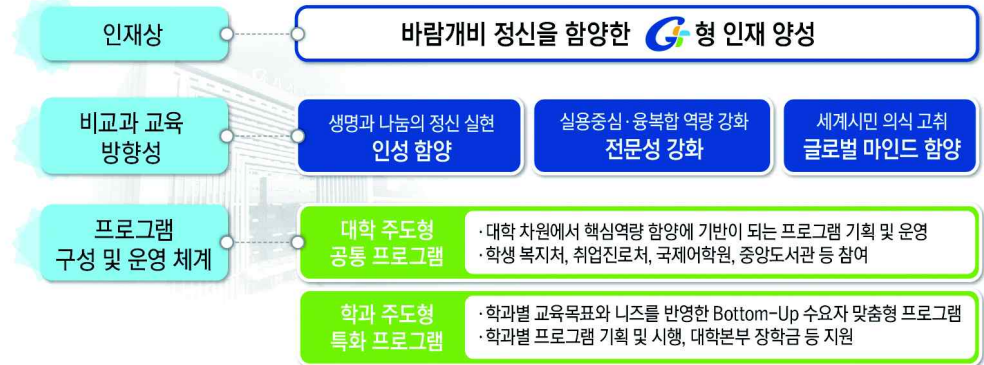 인재상
바람개비 정신을 함양한 G형 인재 양성
비교과 교육
방향성
생명과 나눔의 정신 실현
인성 함양
실용중심·융복합 역량 강화
전문성 강화
세계시민 의식 고취
글로벌 마인드 함양
프로그램
구성 및 운영 체계
대학 주도형
공통 프로그램
·대학 차원에서 핵심역량 함양에 기반이 되는 프로그램 기획 및 운영
·학생 복지처, 취업진로처, 국제어학원, 중앙도서관 등 참여
학과 주도형
특화 프로그램
·학과별 교육목표와 니즈를 반영한 Bottom-Up 수요자 맞춤형 프로그램
·학과별 프로그램 기획 및 시행, 대학본부 장학금 등 지원